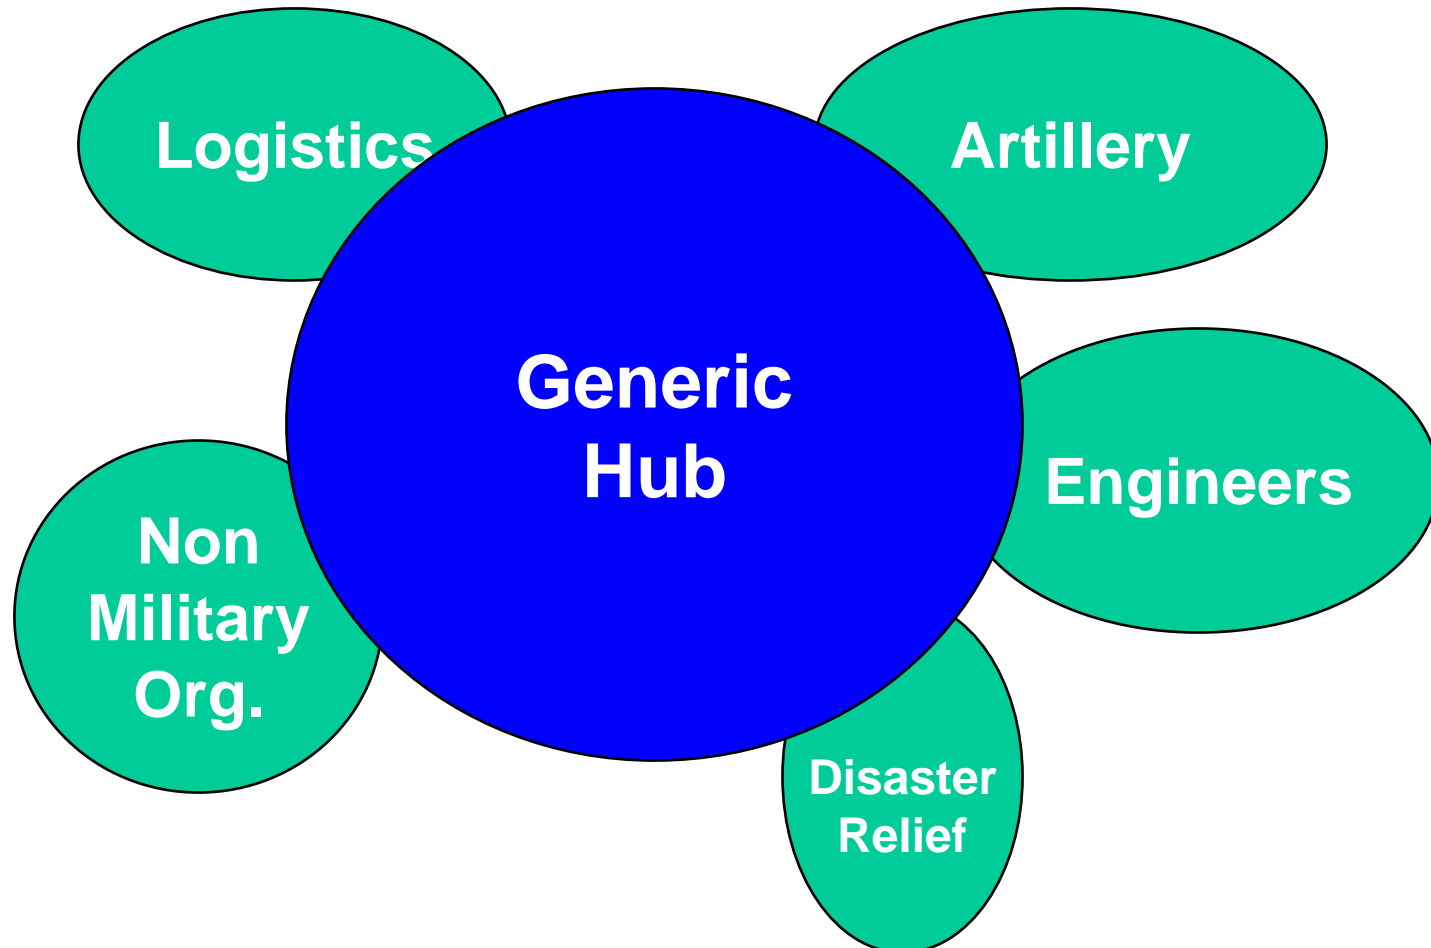 Logistics
Artillery
Generic
Hub
Engineers
Non
Military
Org.
Disaster
Relief